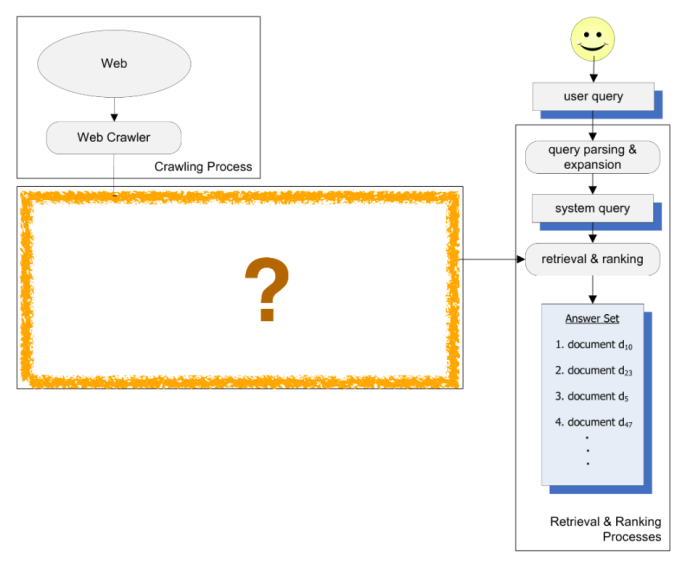 Web
Web Crawler
Crawling Process
?
user query
query parsing &
expansion
system query
retrieval & ranking
Answer Set
1. document d₁₀
2. document d₂₃
3. document d₅
4. document d₄₇
Retrieval & Ranking
Processes